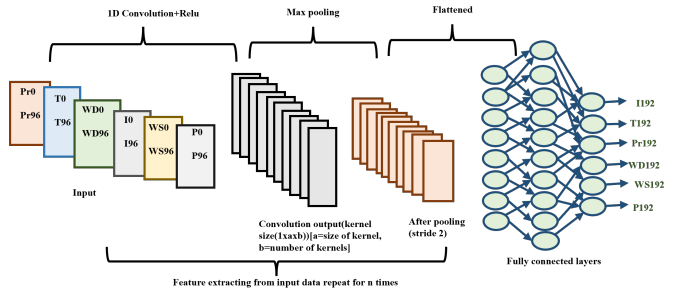 1D Convolution+Relu
Max pooling
Flattened
Pr0
Pr96
T0
T96
WD0
WD96
I0
I96
WS0
WS96
P0
P96
Input
Convolution output(kernel
size(1xaxb))[a=size of kernel,
b=number of kernels]
After pooling
(stride 2)
I192
T192
Pr192
WD192
WS192
P192
Fully connected layers
Feature extracting from input data repeat for n times